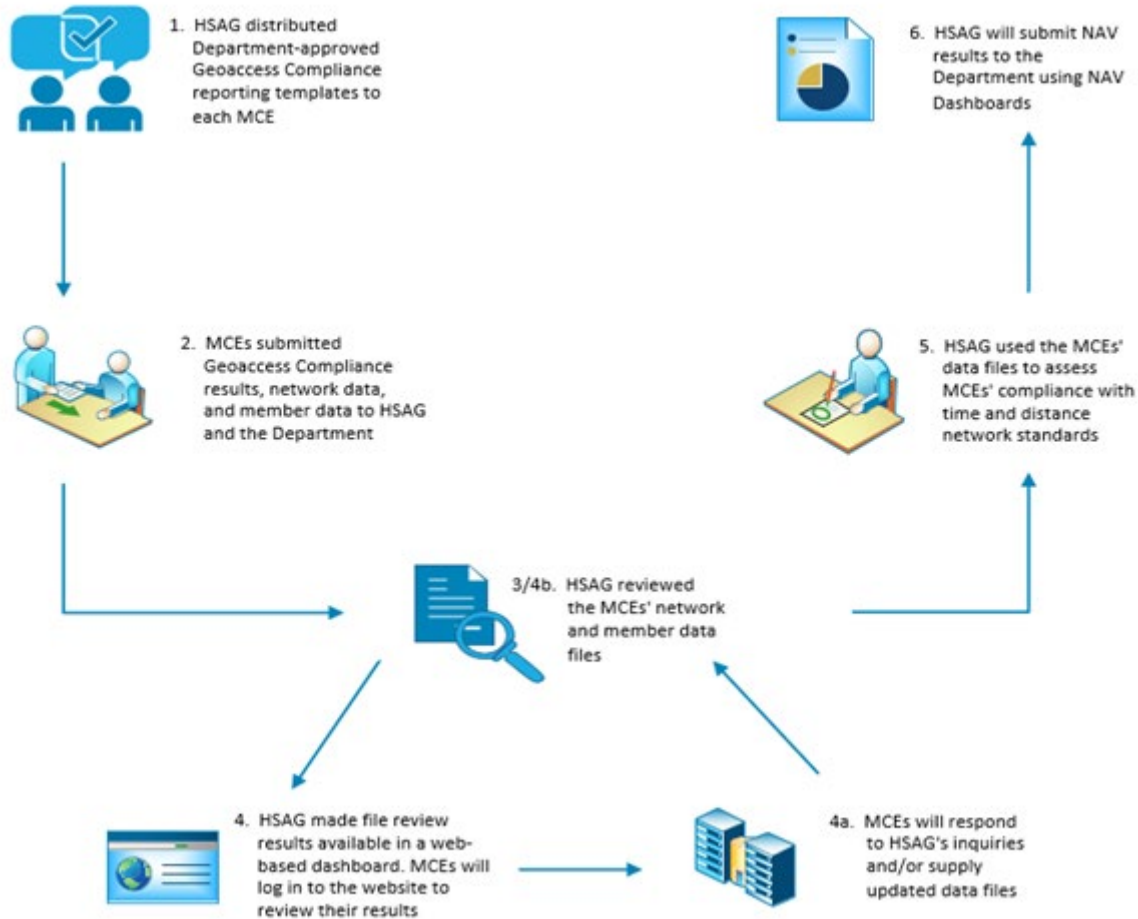 1. HSAG distributed
Department-approved
Geoaccess Compliance
reporting templates to
each MCE
2. MCEs submitted
Geoaccess Compliance
results, network data,
and member data to HSAG
and the Department
3/4b. HSAG reviewed
the MCEs' network
and member data
files
4. HSAG made file review
results available in a web-
based dashboard. MCEs will
log in to the website to
review their results
4a. MCEs will respond
to HSAG's inquiries
and/or supply
updated data files
5. HSAG used the MCEs'
data files to assess
MCEs' compliance with
time and distance
network standards
6. HSAG will submit NAV
results to the
Department using NAV
Dashboards